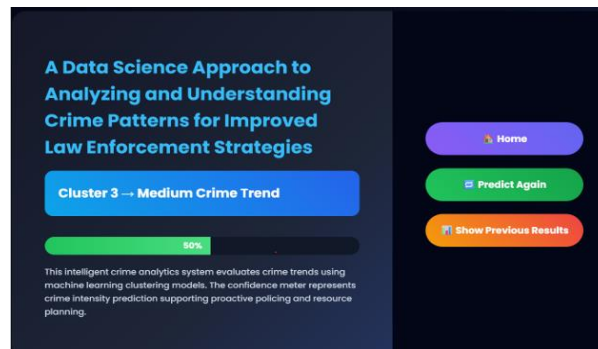 A Data Science Approach to
Analyzing and Understanding
Crime Patterns for Improved
Law Enforcement Strategies
Cluster 3 → Medium Crime Trend
50%
This intelligent crime analytics system evaluates crime trends using
machine learning clustering models. The confidence meter represents
crime intensity prediction supporting proactive policing and resource
planning.
Home
Predict Again
Show Previous Results